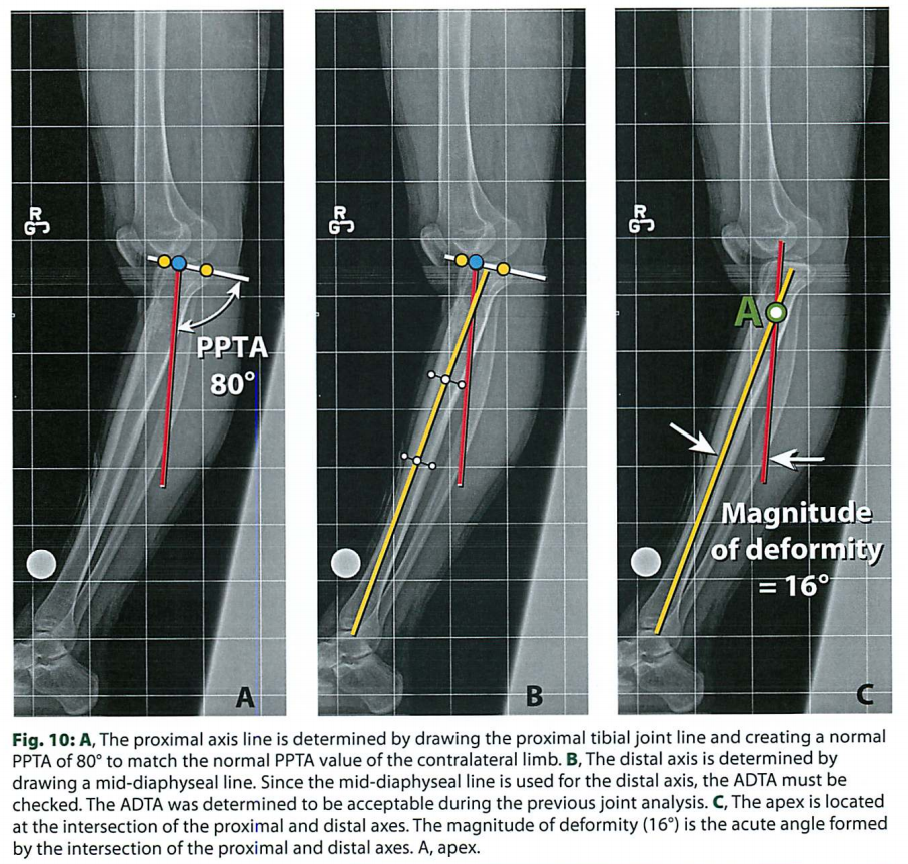 R
GJ
PPTA
80°
A
R
GJ
B
R
GJ
A
Magnitude
of deformity
= 16°
C
Fig. 10: A, The proximal axis line is determined by drawing the proximal tibial joint line and creating a normal
PPTA of 80° to match the normal PPTA value of the contralateral limb. B, The distal axis is determined by
drawing a mid-diaphyseal line. Since the mid-diaphyseal line is used for the distal axis, the ADTA must be
checked. The ADTA was determined to be acceptable during the previous joint analysis. C, The apex is located
at the intersection of the proximal and distal axes. The magnitude of deformity (16°) is the acute angle formed
by the intersection of the proximal and distal axes. A, apex.